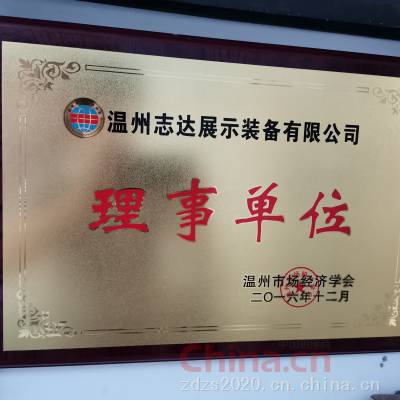 温州志达展示装备有限公司
理事单位
温州市场经济学会
二〇一六年十二月
China.cn
zdzs2020.cn.china.cn